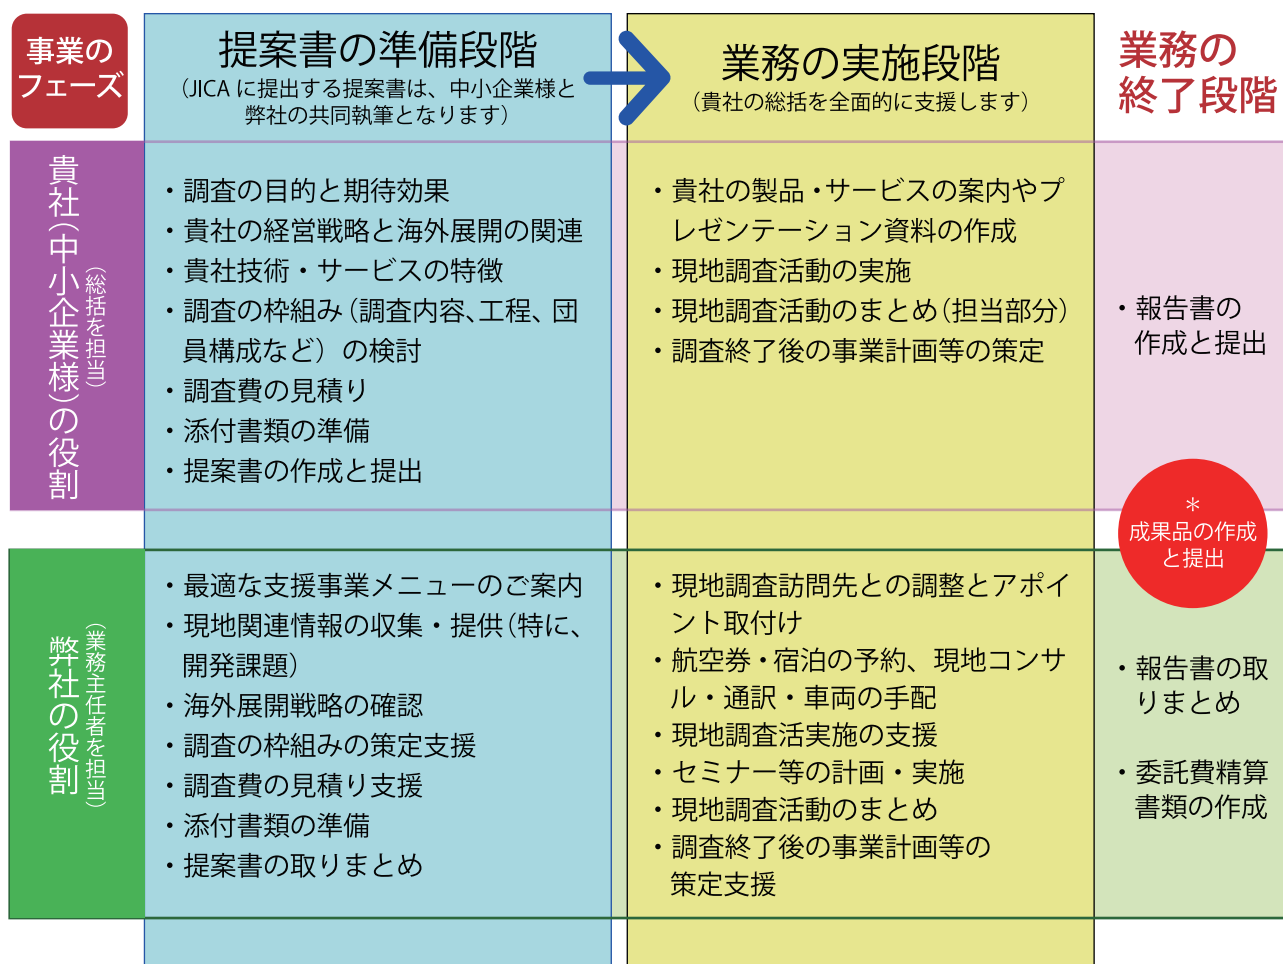 事業の
フェーズ
提案書の準備段階
（JICA に提出する提案書は、中小企業様と
弊社の共同執筆となります）
業務の実施段階
（貴社の総括を全面的に支援します）
業務の
終了段階
貴社（中小企業様）の役割
（総括を担当）
・調査の目的と期待効果
・貴社の経営戦略と海外展開の関連
・貴社技術・サービスの特徴
・調査の枠組み（調査内容、工程、団
員構成など）の検討
・調査費の見積り
・添付書類の準備
・提案書の作成と提出
・貴社の製品・サービスの案内やプ
レゼンテーション資料の作成
・現地調査活動の実施
・現地調査活動のまとめ（担当部分）
・調査終了後の事業計画等の策定
・報告書の
作成と提出
＊
成果品の作成
と提出
弊社の役割
（業務主任者を担当）
・最適な支援事業メニューのご案内
・現地関連情報の収集・提供（特に、
開発課題）
・海外展開戦略の確認
・調査の枠組みの策定支援
・調査費の見積り支援
・添付書類の準備
・提案書の取りまとめ
・現地調査訪問先との調整とアポイ
ント取付け
・航空券・宿泊の予約、現地コンサ
ル・通訳・車両の手配
・現地調査活実施の支援
・セミナー等の計画・実施
・現地調査活動のまとめ
・調査終了後の事業計画等の
策定支援
・報告書の取
りまとめ
・委託費精算
書類の作成